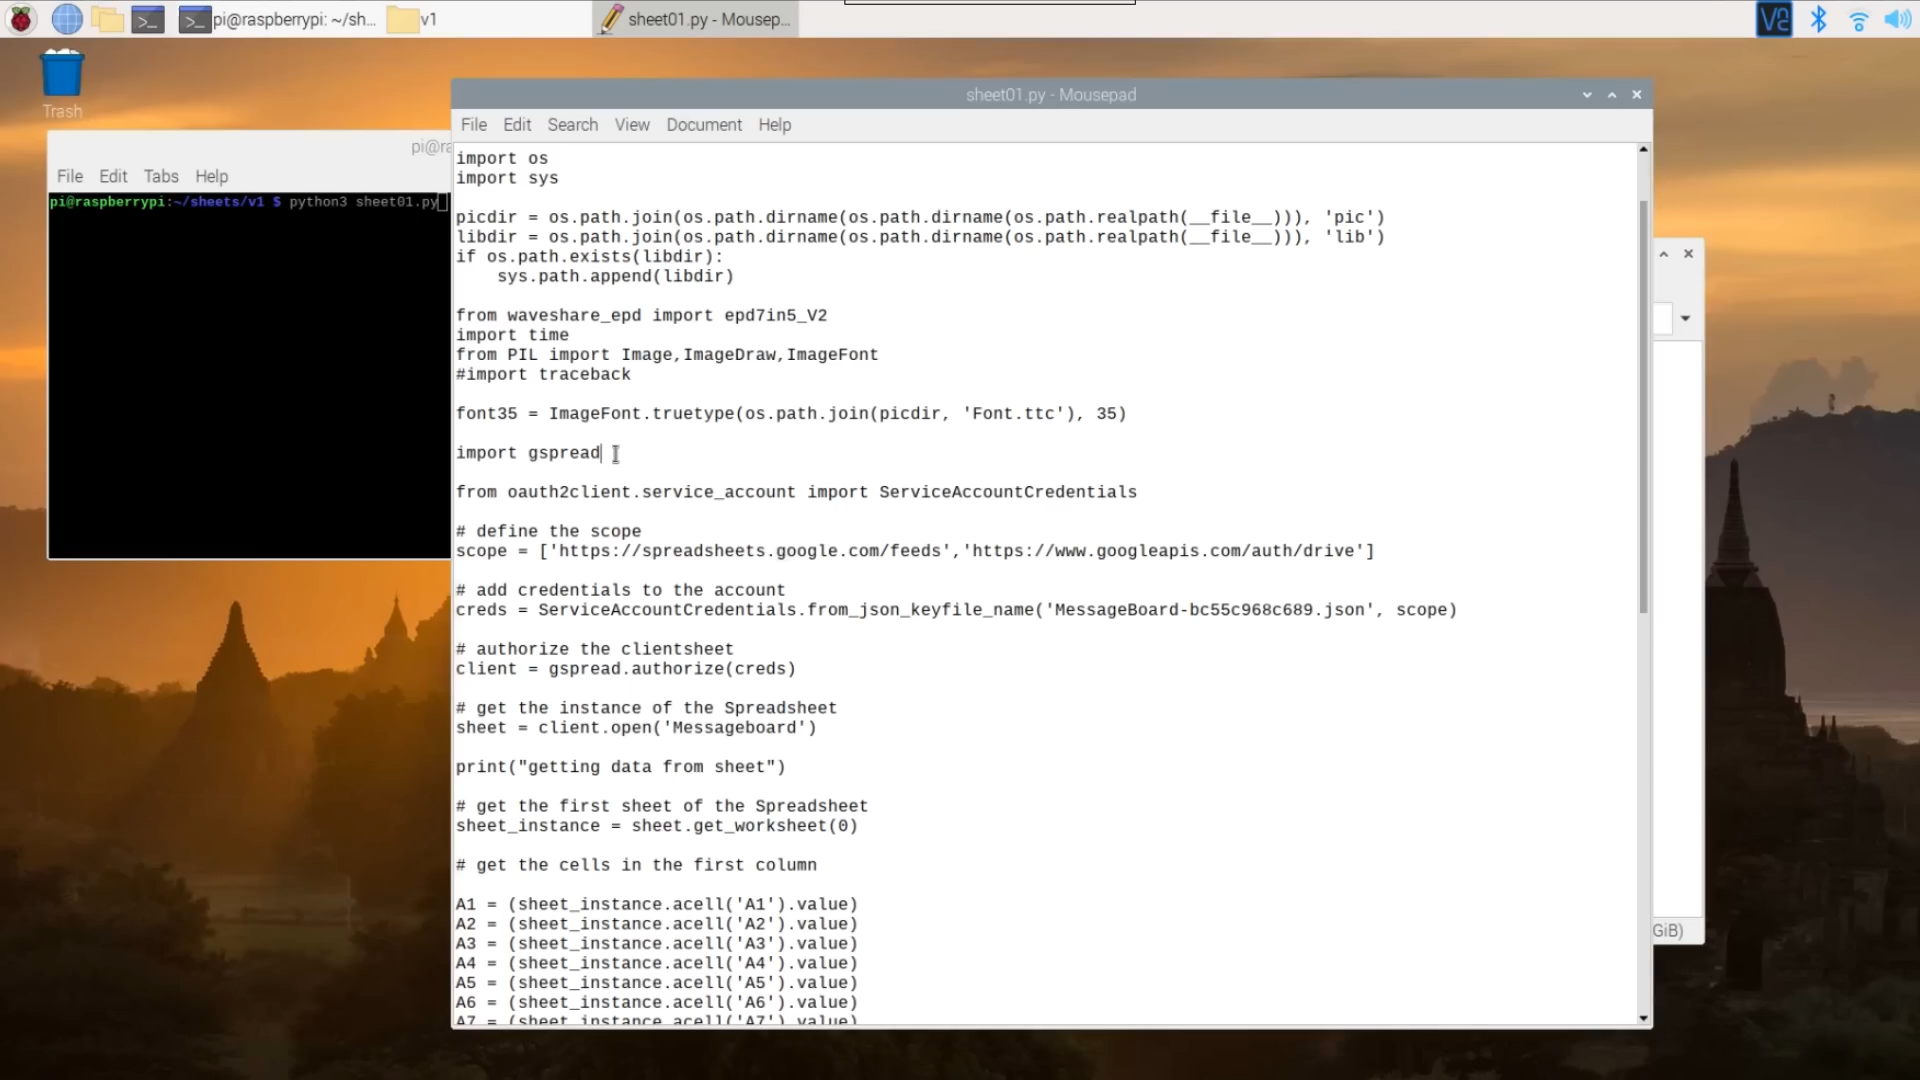 pi@raspberrypi: ~/sh...
v1
sheet01.py - Mousep...
Trash
pi@ra
File Edit Tabs Help
pi@raspberrypi:~/sheets/v1 $ python3 sheet01.py
sheet01.py - Mousepad
File Edit Search View Document Help
import os
import sys
picdir = os.path.join(os.path.dirname(os.path.dirname(os.path.realpath(__file__))), 'pic')
libdir = os.path.join(os.path.dirname(os.path.dirname(os.path.realpath(__file__))), 'lib')
if os.path.exists(libdir):
    sys.path.append(libdir)
from waveshare_epd import epd7in5_V2
import time
from PIL import Image,ImageDraw,ImageFont
#import traceback
font35 = ImageFont.truetype(os.path.join(picdir, 'Font.ttc'), 35)
import gspread
from oauth2client.service_account import ServiceAccountCredentials
# define the scope
scope = ['https://spreadsheets.google.com/feeds','https://www.googleapis.com/auth/drive']
# add credentials to the account
creds = ServiceAccountCredentials.from_json_keyfile_name('MessageBoard-bc55c968c689.json', scope)
# authorize the clientsheet
client = gspread.authorize(creds)
# get the instance of the Spreadsheet
sheet = client.open('Messageboard')
print("getting data from sheet")
# get the first sheet of the Spreadsheet
sheet_instance = sheet.get_worksheet(0)
# get the cells in the first column
A1 = (sheet_instance.acell('A1').value)
A2 = (sheet_instance.acell('A2').value)
A3 = (sheet_instance.acell('A3').value)
A4 = (sheet_instance.acell('A4').value)
A5 = (sheet_instance.acell('A5').value)
A6 = (sheet_instance.acell('A6').value)
A7 = (sheet_instance.acell('A7').value)
GiB)